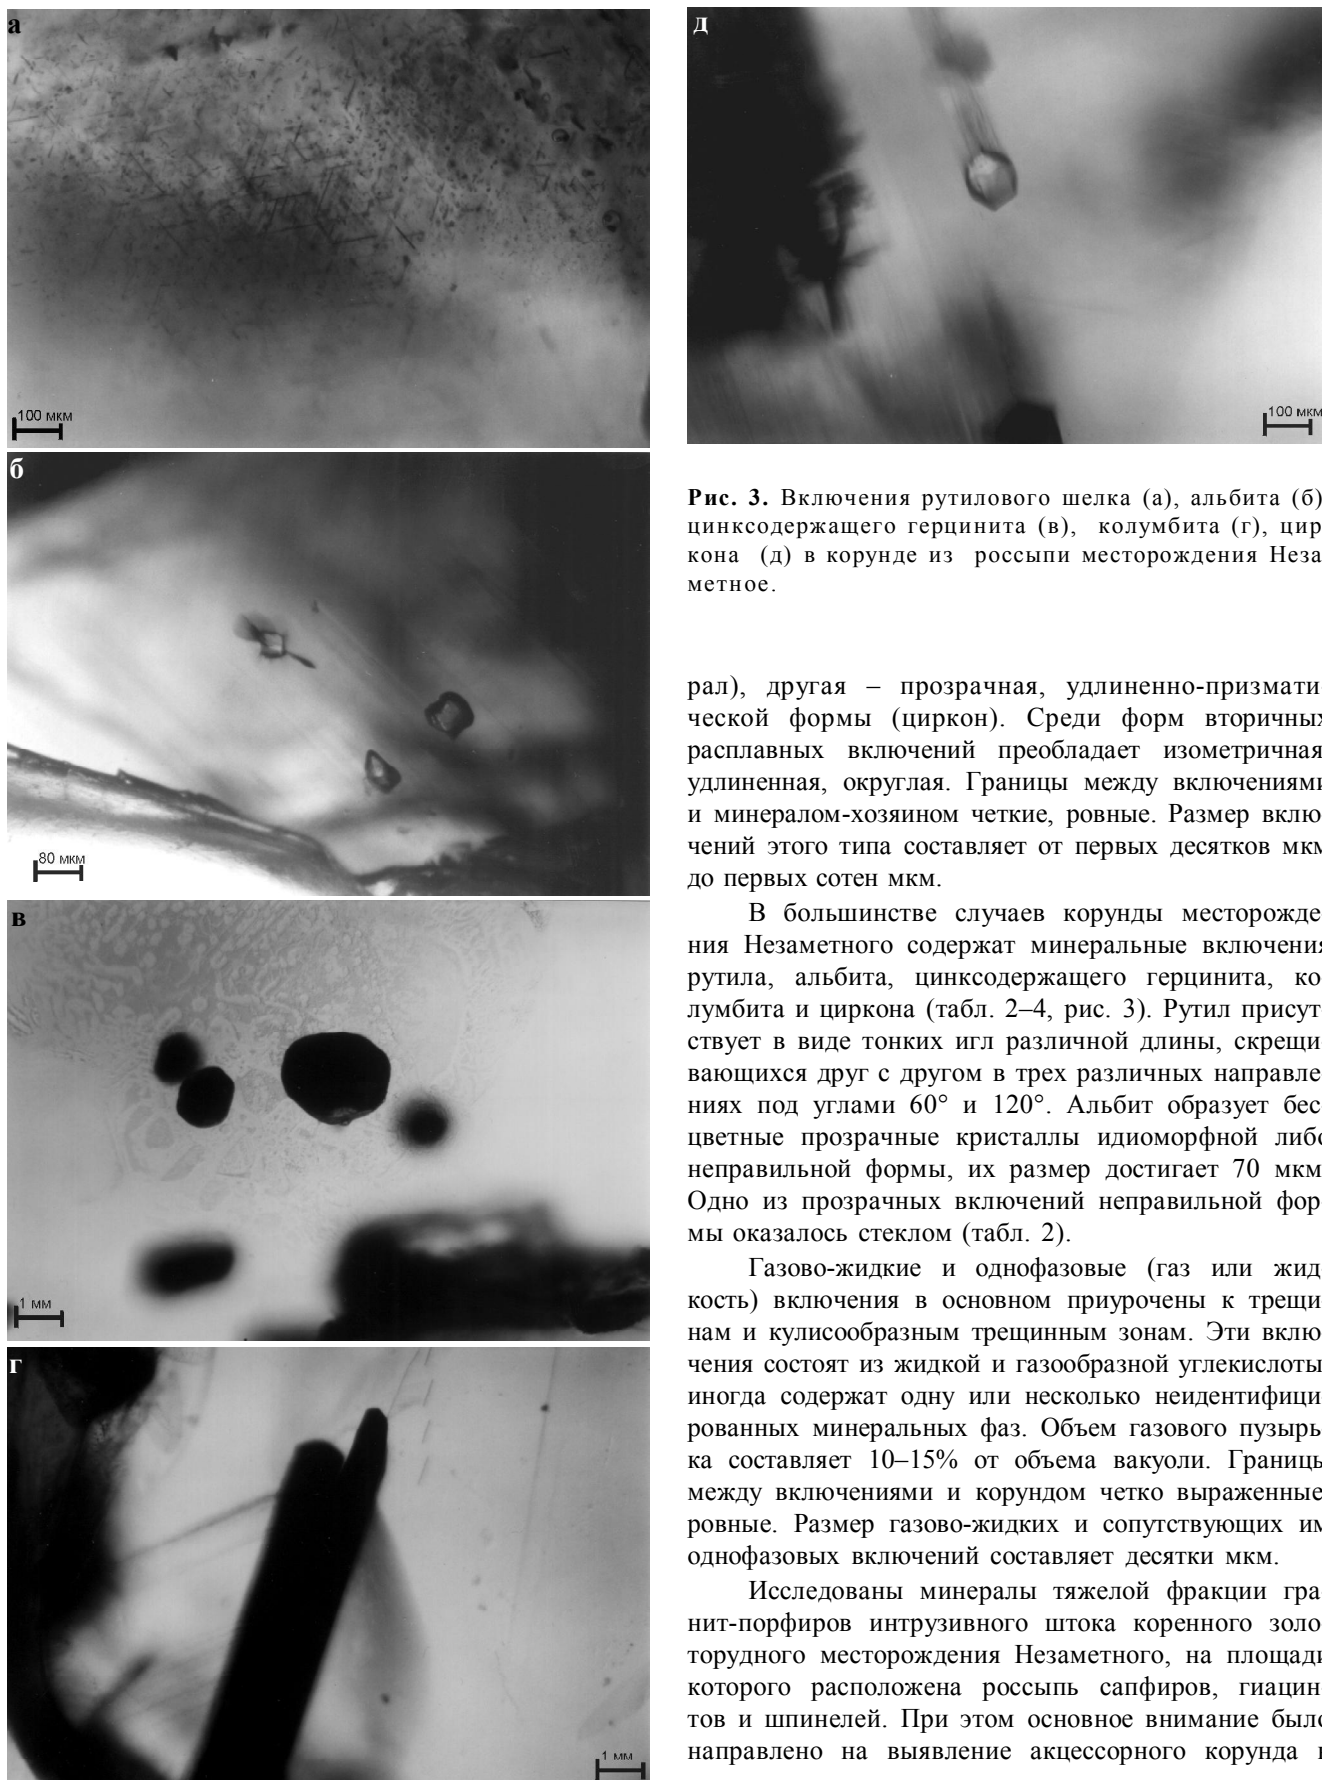 а
100 мкм
б
80 мкм
в
1 мм
г
1 мм
д
100 мкм
Рис. 3. Включения рутилового шелка (а), альбита (б)
цинксодержащего герцинита (в), колумбита (г), цир
кона (д) в корунде из россыпи месторождения Неза
метное.
рал), другая – прозрачная, удлиненно-призмати
ческой формы (циркон). Среди форм вторичных
расплавных включений преобладает изометричная
удлиненная, округлая. Границы между включениями
и минералом-хозяином четкие, ровные. Размер вклю
чений этого типа составляет от первых десятков мкм
до первых сотен мкм.
В большинстве случаев корунды месторожде
ния Незаметного содержат минеральные включения
рутила, альбита, цинксодержащего герцинита, ко
лумбита и циркона (табл. 2–4, рис. 3). Рутил присут
ствует в виде тонких игл различной длины, скрещи
вающихся друг с другом в трех различных направле
ниях под углами 60° и 120°. Альбит образует бес
цветные прозрачные кристаллы идиоморфной либо
неправильной формы, их размер достигает 70 мкм
Одно из прозрачных включений неправильной фор
мы оказалось стеклом (табл. 2).
Газово-жидкие и однофазовые (газ или жид
кость) включения в основном приурочены к трещи
нам и кулисообразным трещинным зонам. Эти вклю
чения состоят из жидкой и газообразной углекислоты
иногда содержат одну или несколько неидентифици
рованных минеральных фаз. Объем газового пузырь
ка составляет 10–15% от объема вакуоли. Границы
между включениями и корундом четко выраженные
ровные. Размер газово-жидких и сопутствующих им
однофазовых включений составляет десятки мкм.
Исследованы минералы тяжелой фракции гра
нит-порфиров интрузивного штока коренного золо
торудного месторождения Незаметного, на площади
которого расположена россыпь сапфиров, гиацин
тов и шпинелей. При этом основное внимание было
направлено на выявление акцессорного корунда